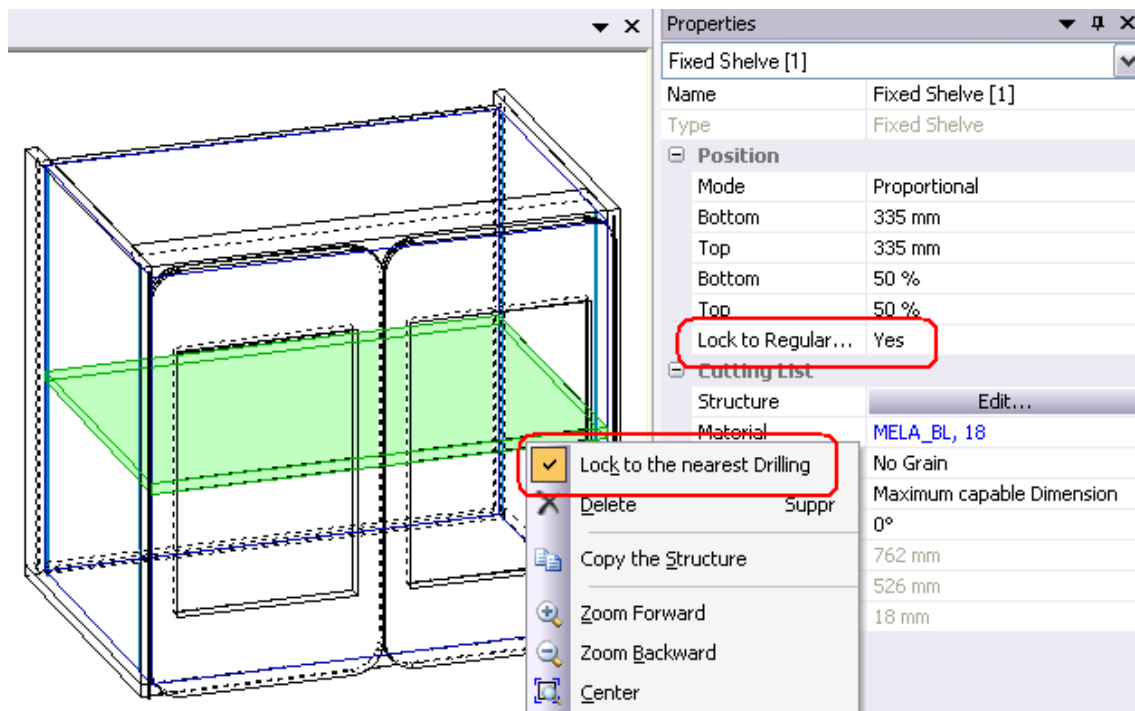 Properties
Fixed Shelve [1]
Name Fixed Shelve [1]
Type Fixed Shelve
Position
Mode Proportional
Bottom 335 mm
Top 335 mm
Bottom 50 %
Top 50 %
Lock to Regular... Yes
Cutting List
Structure Edit...
Material MELA_BL, 18
No Grain
Maximum capable Dimension
0°
762 mm
526 mm
18 mm
Lock to the nearest Drilling
Delete Suppr
Copy the Structure
Zoom Forward
Zoom Backward
Center